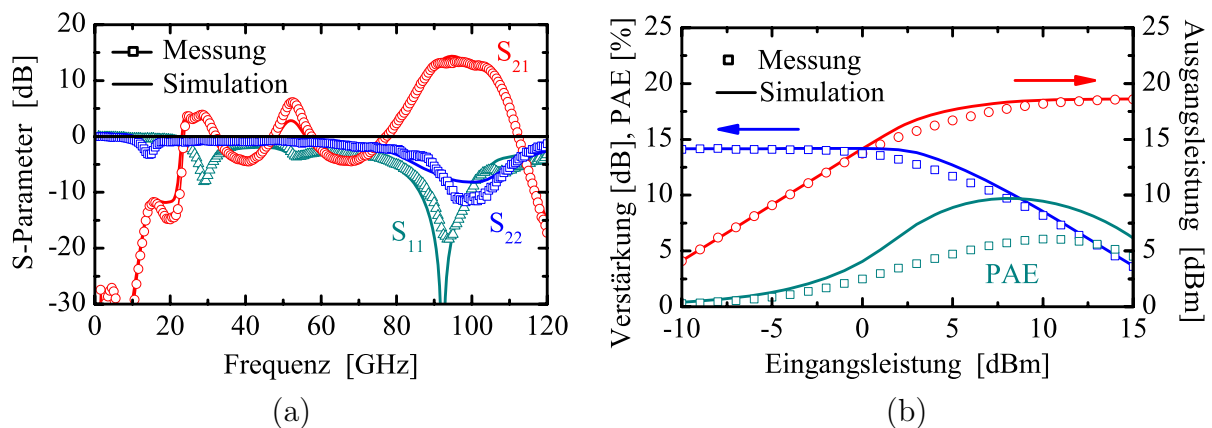 20
10
0
-10
-20
-30
S-Parameter [dB]
Messung
Simulation
S21
S11
S22
0 20 40 60 80 100 120
Frequenz [GHz]
(a)
25
20
15
10
5
0
Verstärkung [dB], PAE [%]
Messung
Simulation
PAE
25
20
15
10
5
0
Ausgangsleistung [dBm]
-10 -5 0 5 10 15
Eingangsleistung [dBm]
(b)